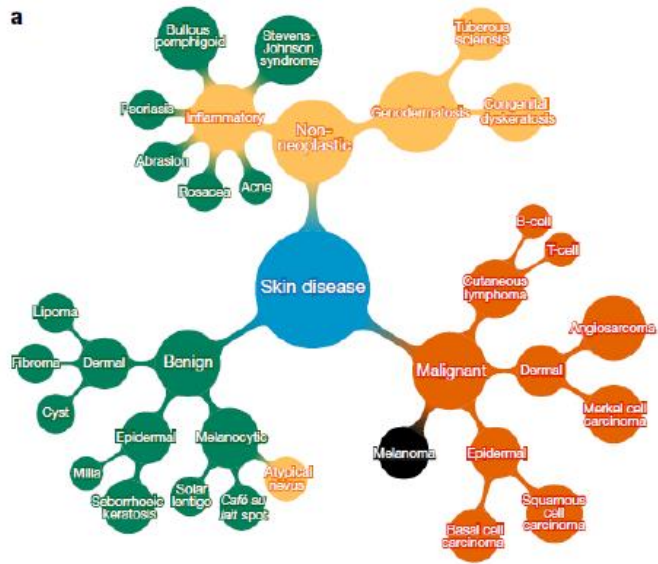 a
Bullous
pemphigoid
Stevens-
Johnson
syndrome
Tuberous
sclerosis
Psoriasis
Inflammatory
Non-
neoplastic
Genodermatosis
Congenital
dyskeratosis
Abrasion
Rosacea
Acne
B-cell
T-cell
Cutaneous
lymphoma
Skin disease
Lipoma
Fibroma
Dermal
Benign
Cyst
Angiosarcoma
Malignant
Dermal
Merkel cell
carcinoma
Epidermal
Melanocytic
Melanoma
Epidermal
Milia
Seborrhoeic
keratosis
Solar
lentigo
Café au
lait spot
Atypical
nevus
Basal cell
carcinoma
Squamous
cell
carcinoma